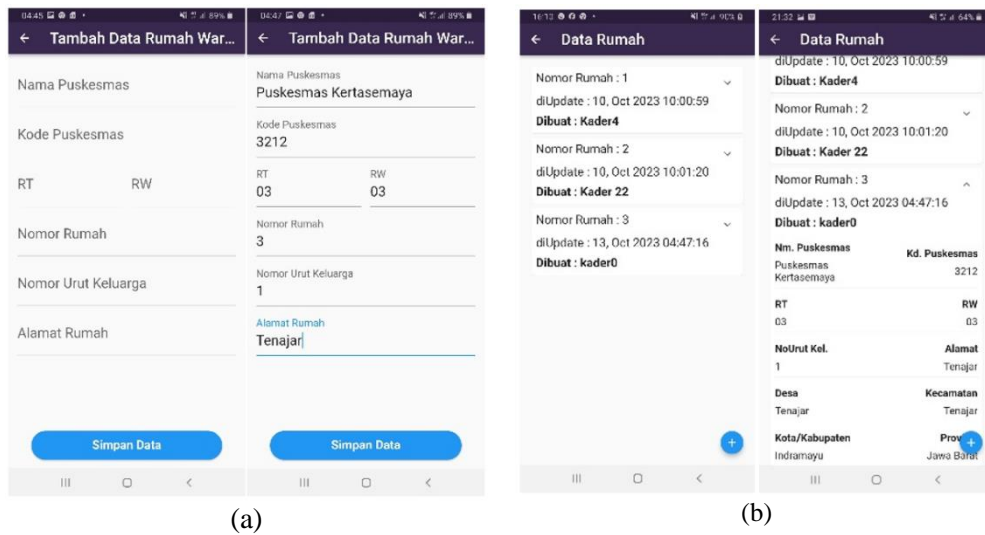 04:45
89%
← Tambah Data Rumah War...
Nama Puskesmas
Kode Puskesmas
RT RW
Nomor Rumah
Nomor Urut Keluarga
Alamat Rumah
Simpan Data
04:47
89%
← Tambah Data Rumah War...
Nama Puskesmas
Puskesmas Kertasemaya
Kode Puskesmas
3212
RT RW
03 03
Nomor Rumah
3
Nomor Urut Keluarga
1
Alamat Rumah
Tenajar
Simpan Data
(a)
16:13
90%
← Data Rumah
Nomor Rumah : 1
diUpdate : 10, Oct 2023 10:00:59
Dibuat : Kader4
Nomor Rumah : 2
diUpdate : 10, Oct 2023 10:01:20
Dibuat : Kader 22
Nomor Rumah : 3
diUpdate : 13, Oct 2023 04:47:16
Dibuat : kader0
+
21:32
64%
← Data Rumah
diUpdate : 10, Oct 2023 10:00:59
Dibuat : Kader4
Nomor Rumah : 2
diUpdate : 10, Oct 2023 10:01:20
Dibuat : Kader 22
Nomor Rumah : 3
diUpdate : 13, Oct 2023 04:47:16
Dibuat : kader0
Nm. Puskesmas Kd. Puskesmas
Puskesmas
Kertasemaya 3212
RT RW
03 03
NoUrut Kel. Alamat
1 Tenajar
Desa Kecamatan
Tenajar Tenajar
Kota/Kabupaten Prov
Indramayu Jawa Barat
+
(b)